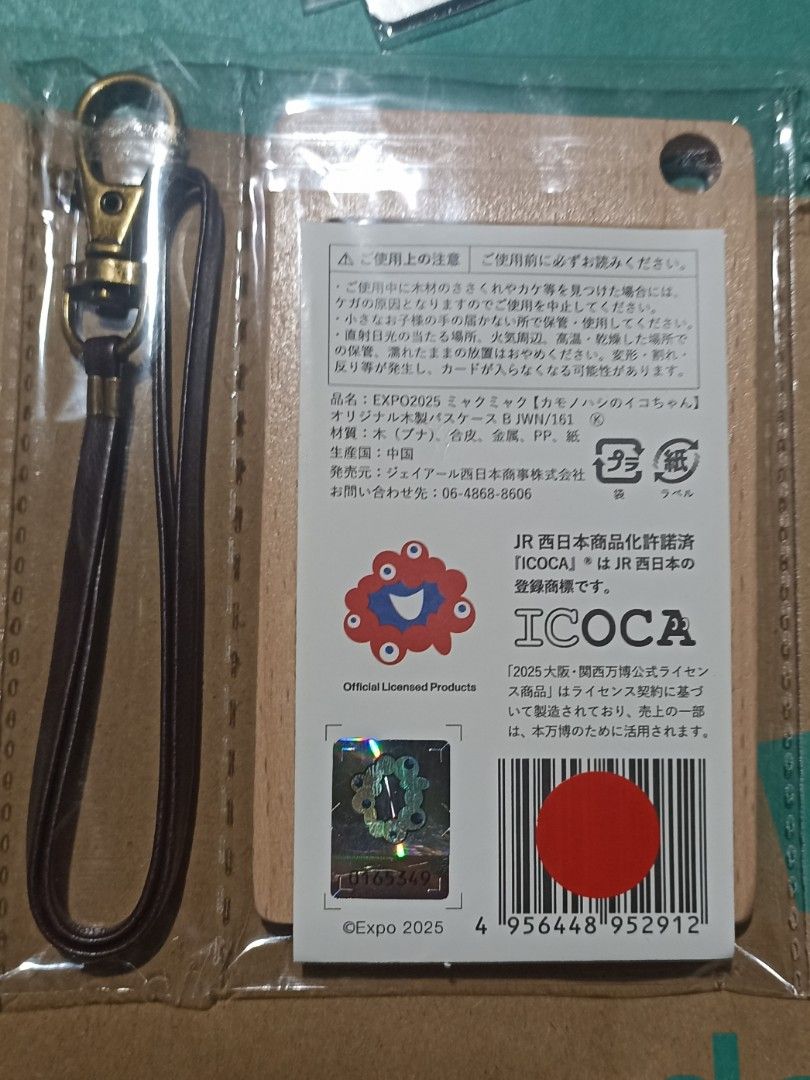 ⚠ ご使用上の注意 ご使用前に必ずお読みください。
・ご使用中に木材のささくれやカケ等を見つけた場合には、
ケガの原因となりますのでご使用を中止してください。
・小さなお子様の手の届かない所で保管・使用してください。
・直射日光の当たる場所、火気周辺、高温・乾燥した場所で
の保管、濡れたままの放置はおやめください。変形・割れ・
反り等が発生し、カードが入らなくなる可能性があります。
品名：EXPO2025 ミャクミャク【カモノハシのイコちゃん】
オリジナル木製パスケース B JWN/161 Ⓚ
材質：木（ブナ）、合皮、金属、PP、紙
生産国：中国
発売元：ジェイアール西日本商事株式会社
お問い合わせ先：06-4868-8606
プラ
袋
紙
ラベル
JR 西日本商品化許諾済
『ICOCA』® は JR 西日本の
登録商標です。
ICOCA
Official Licensed Products
「2025 大阪・関西万博公式ライセン
ス商品」はライセンス契約に基づ
いて製造されており、売上の一部
は、本万博のために活用されます。
0165349
©Expo 2025
4 956448 952912